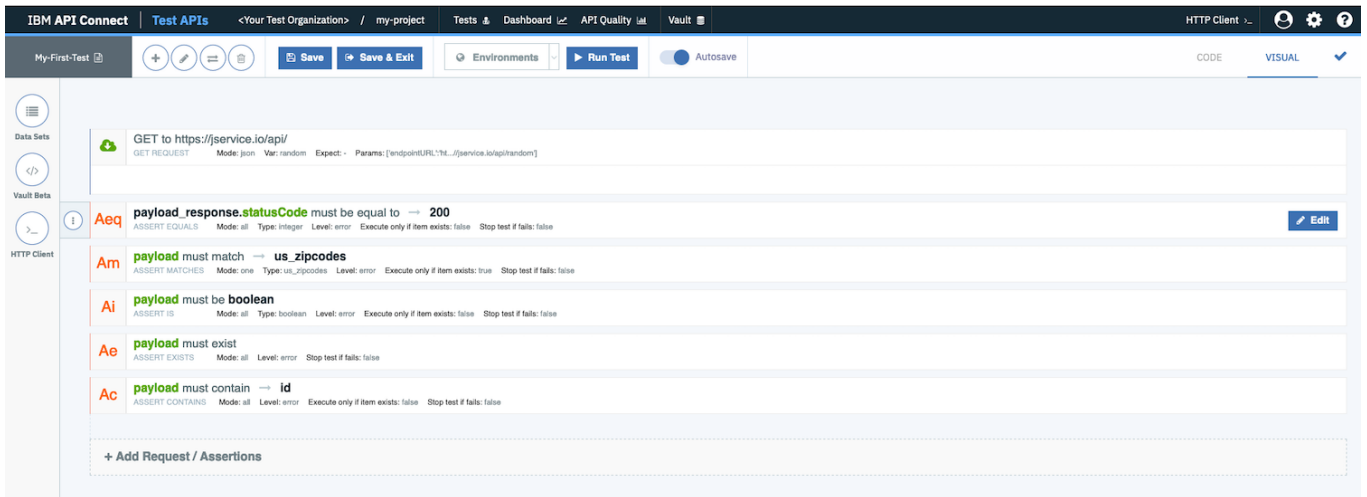 IBM API Connect | Test APIs <Your Test Organization> / my-project Tests Dashboard API Quality Vault HTTP Client >_
My-First-Test Save Save & Exit Environments Run Test Autosave CODE VISUAL
Data Sets
Vault Beta
HTTP Client
GET to https://jservice.io/api/
GET REQUEST Mode: json Var: random Expect: - Params: ['endpointURL':'ht...//jservice.io/api/random']
Aeq payload_response.statusCode must be equal to → 200
ASSERT EQUALS Mode: all Type: integer Level: error Execute only if item exists: false Stop test if fails: false
Edit
Am payload must match → us_zipcodes
ASSERT MATCHES Mode: one Type: us_zipcodes Level: error Execute only if item exists: true Stop test if fails: false
Ai payload must be boolean
ASSERT IS Mode: all Type: boolean Level: error Execute only if item exists: false Stop test if fails: false
Ae payload must exist
ASSERT EXISTS Mode: all Level: error Stop test if fails: false
Ac payload must contain → id
ASSERT CONTAINS Mode: all Level: error Execute only if item exists: false Stop test if fails: false
+ Add Request / Assertions